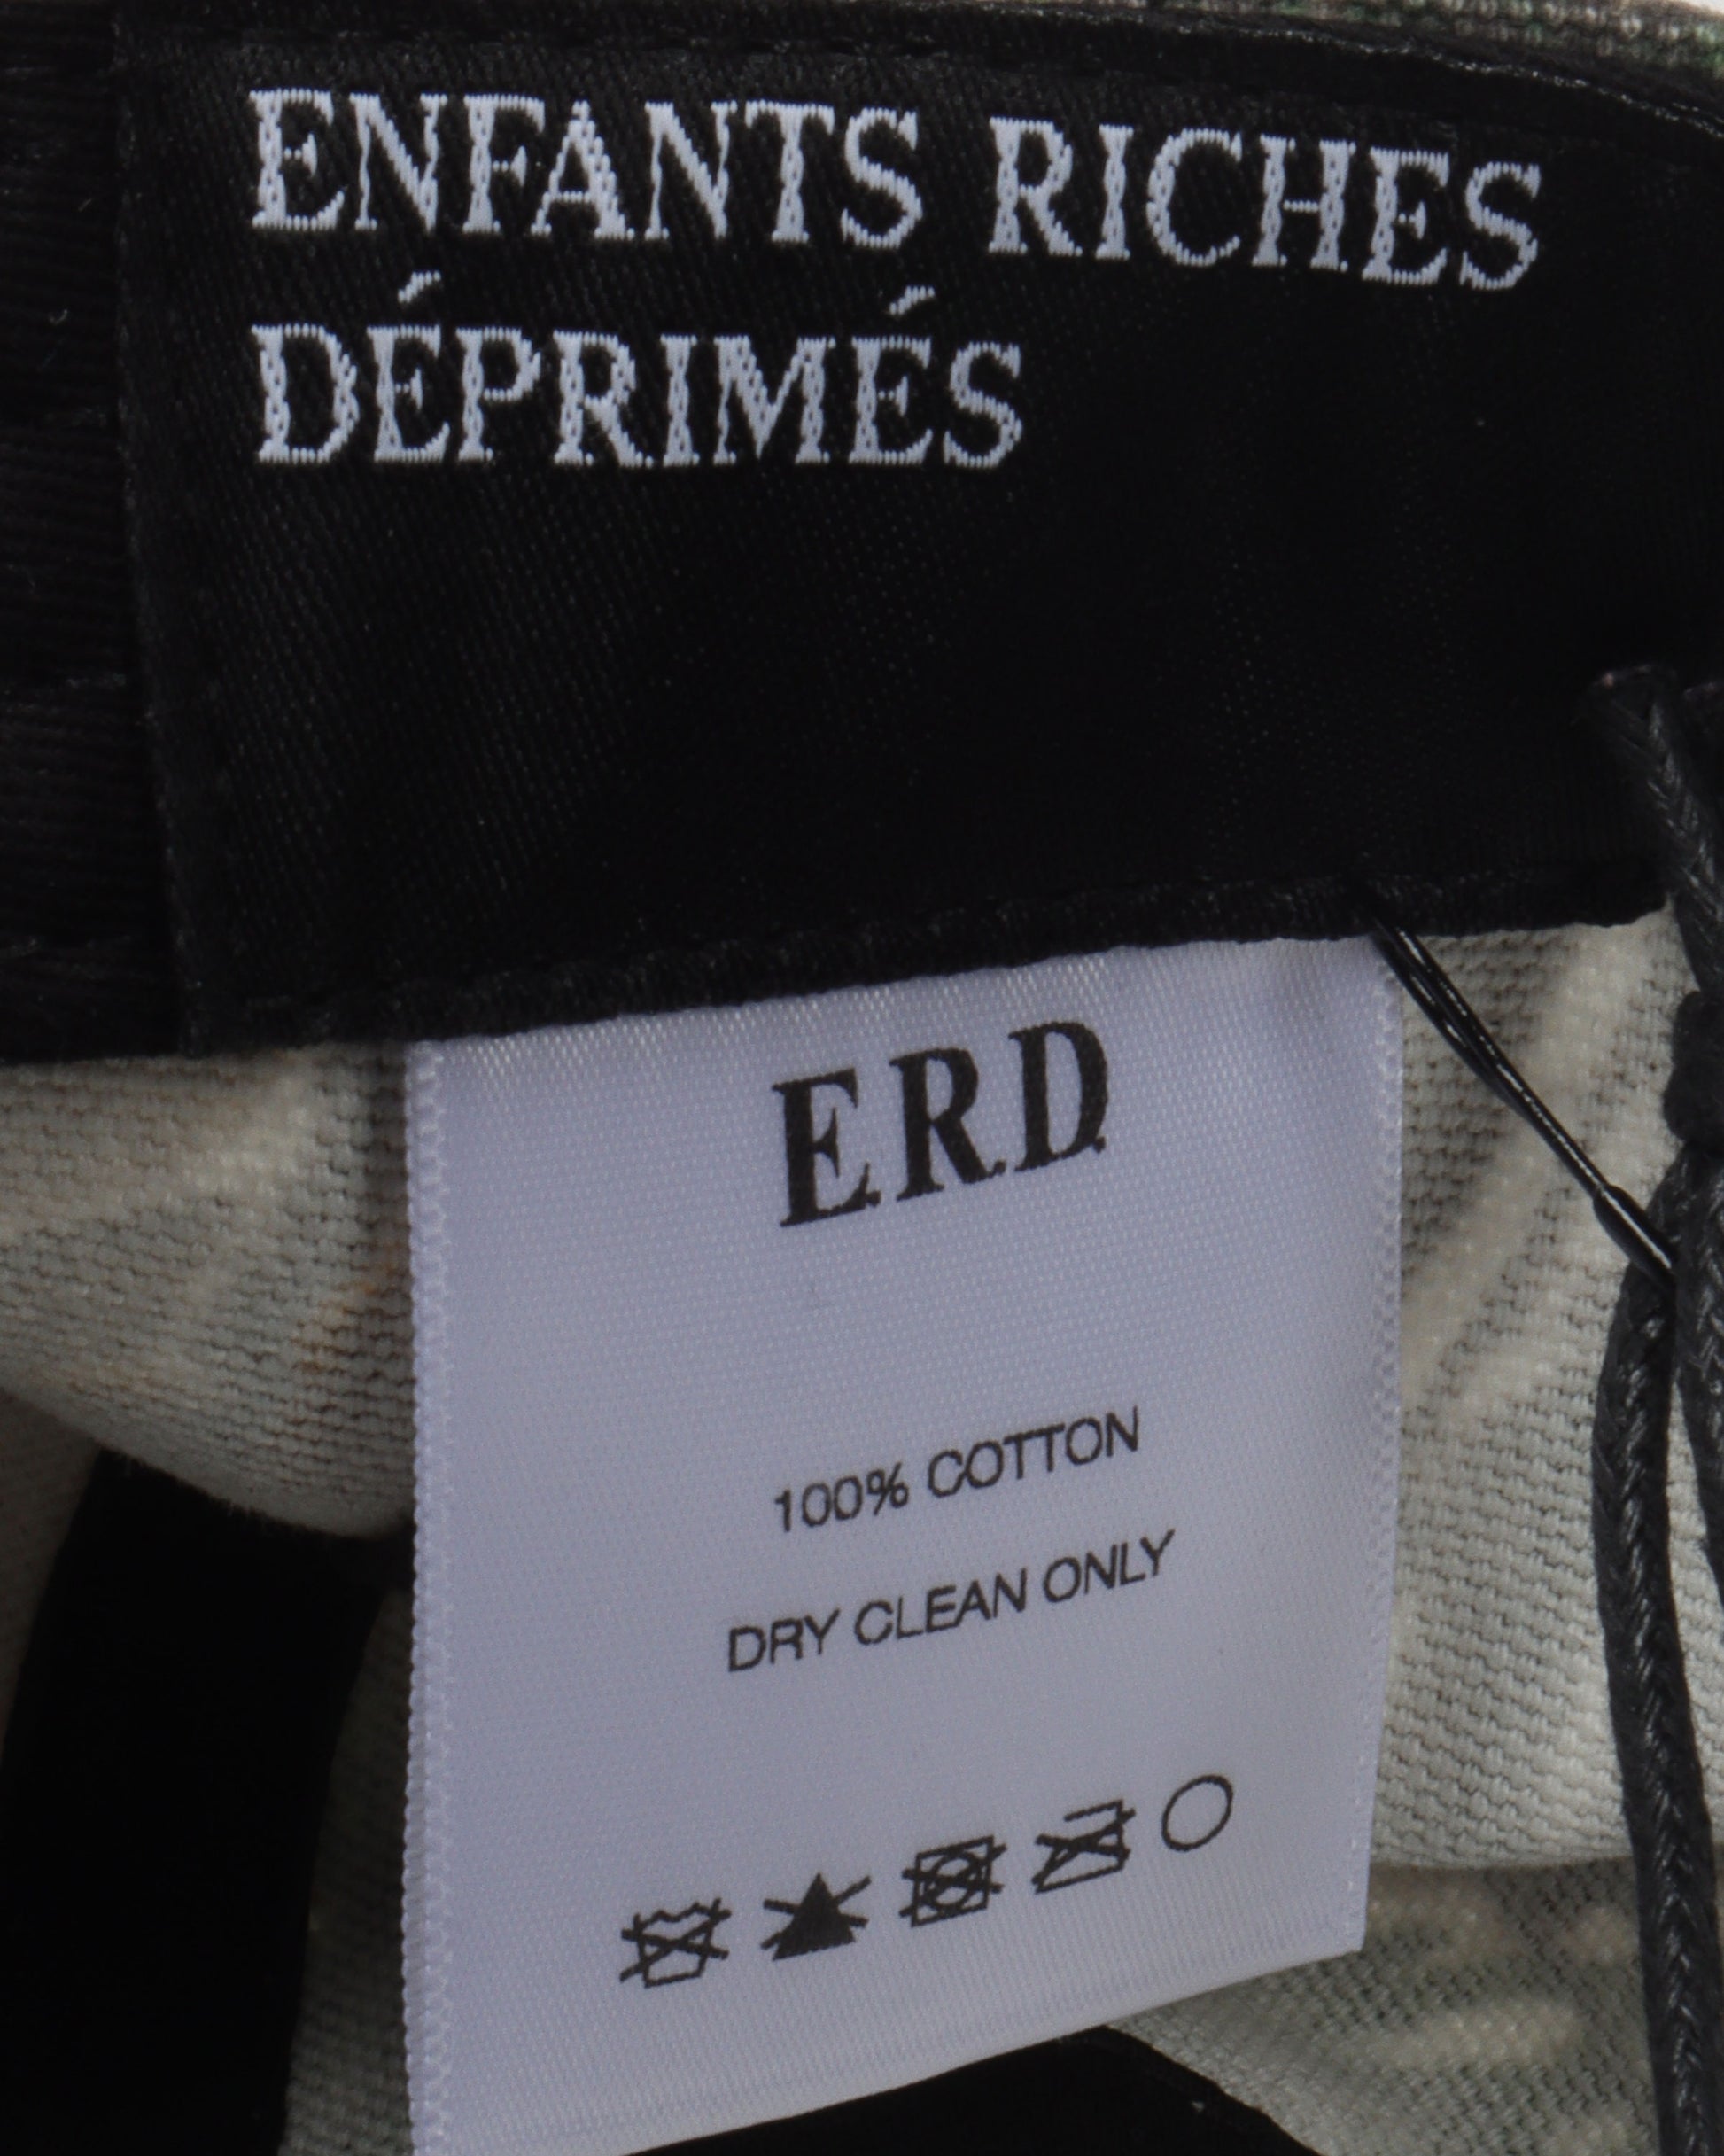 ENFANTS RICHES
DÉPRIMÉS
E.R.D.
100% COTTON
DRY CLEAN ONLY